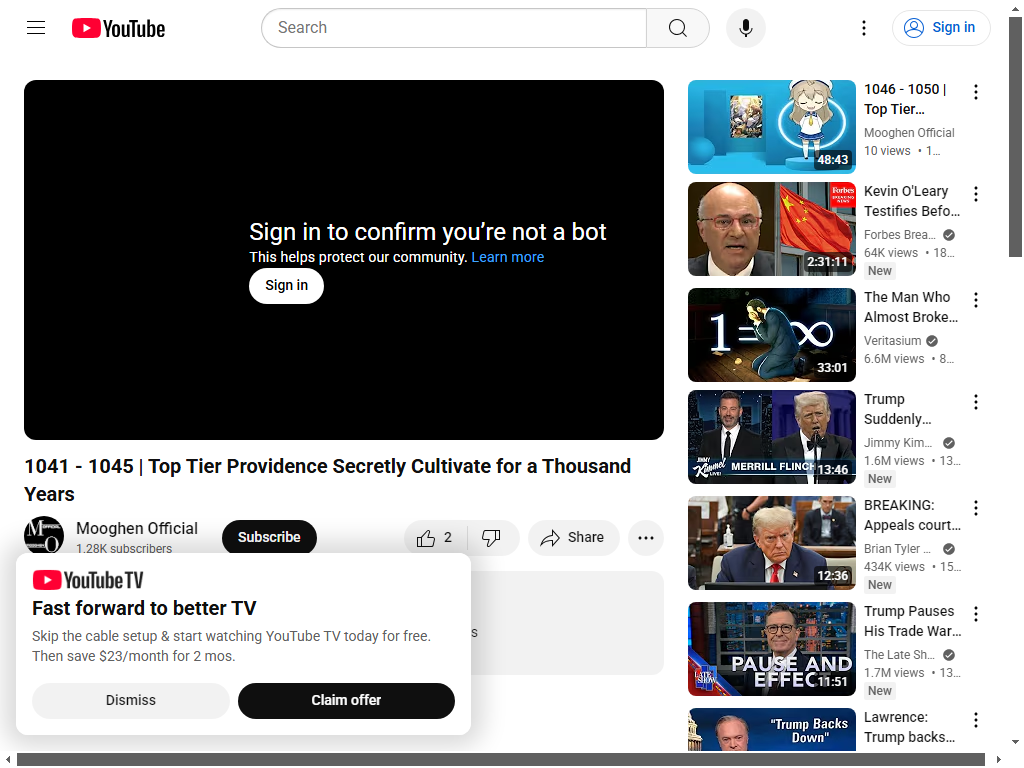 YouTube
Search
Sign in
Sign in to confirm you’re not a bot
This helps protect our community. Learn more
Sign in
1041 - 1045 | Top Tier Providence Secretly Cultivate for a Thousand
Years
Mooghen Official
1.28K subscribers
Subscribe
2
Share
YouTube TV
Fast forward to better TV
Skip the cable setup & start watching YouTube TV today for free.
Then save $23/month for 2 mos.
Dismiss
Claim offer
s
48:43
1046 - 1050 |
Top Tier…
Mooghen Official
10 views • 1…
Forbes
BREAKING
NEWS
2:31:11
Kevin O'Leary
Testifies Befo…
Forbes Brea…
64K views • 18…
New
1=∞
33:01
The Man Who
Almost Broke…
Veritasium
6.6M views • 8…
JIMMY
Kimmel
LIVE!
MERRILL FLINCH
13:46
Trump
Suddenly…
Jimmy Kim…
1.6M views • 13…
New
12:36
BREAKING:
Appeals court…
Brian Tyler …
434K views • 15…
New
LATE SHOW
PAUSE AND
EFFECT
11:51
Trump Pauses
His Trade War…
The Late Sh…
1.7M views • 13…
New
"Trump Backs
Down"
Lawrence:
Trump backs…